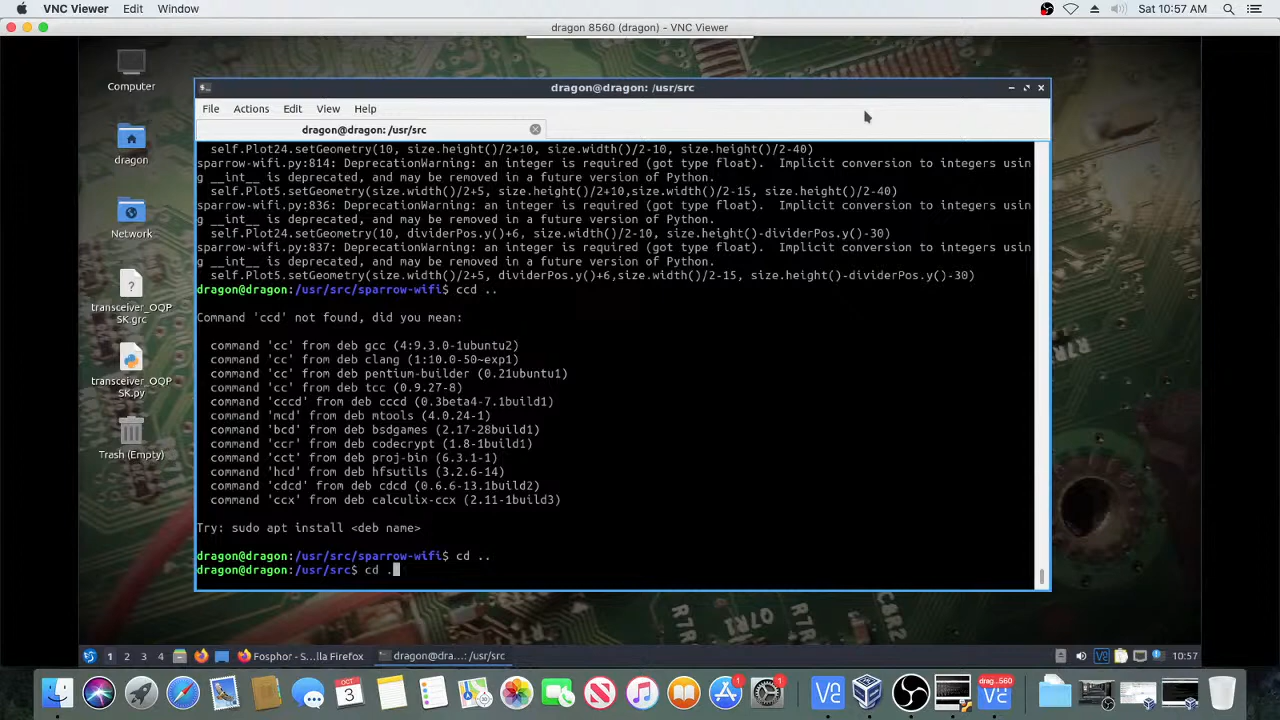 VNC Viewer Edit Window
Sat 10:57 AM
dragon 8560 (dragon) - VNC Viewer
Computer
dragon
Network
transceiver_OQP
SK.grc
transceiver_OQP
SK.py
Trash (Empty)
dragon@dragon: /usr/src
File Actions Edit View Help
dragon@dragon: /usr/src
self.Plot24.setGeometry(10, size.height()/2+10, size.width()/2-10, size.height()/2-40)
sparrow-wifi.py:814: DeprecationWarning: an integer is required (got type float).  Implicit conversion to integers usin
g __int__ is deprecated, and may be removed in a future version of Python.
self.Plot5.setGeometry(size.width()/2+5, size.height()/2+10,size.width()/2-15, size.height()/2-40)
sparrow-wifi.py:836: DeprecationWarning: an integer is required (got type float).  Implicit conversion to integers usin
g __int__ is deprecated, and may be removed in a future version of Python.
self.Plot24.setGeometry(10, dividerPos.y()+6, size.width()/2-10, size.height()-dividerPos.y()-30)
sparrow-wifi.py:837: DeprecationWarning: an integer is required (got type float).  Implicit conversion to integers usin
g __int__ is deprecated, and may be removed in a future version of Python.
self.Plot5.setGeometry(size.width()/2+5, dividerPos.y()+6,size.width()/2-15, size.height()-dividerPos.y()-30)
dragon@dragon:/usr/src/sparrow-wifi$ ccd ..
Command 'ccd' not found, did you mean:
command 'cc' from deb gcc (4:9.3.0-1ubuntu2)
command 'cc' from deb clang (1:10.0-50~exp1)
command 'cc' from deb pentium-builder (0.21ubuntu1)
command 'cc' from deb tcc (0.9.27-8)
command 'cccd' from deb cccd (0.3beta4-7.1build1)
command 'mcd' from deb mtools (4.0.24-1)
command 'bcd' from deb bsdgames (2.17-28build1)
command 'ccr' from deb codecrypt (1.8-1build1)
command 'cct' from deb proj-bin (6.3.1-1)
command 'hcd' from deb hfsutils (3.2.6-14)
command 'cdcd' from deb cdcd (0.6.6-13.1build2)
command 'ccx' from deb calculix-ccx (2.11-1build3)
Try: sudo apt install <deb name>
dragon@dragon:/usr/src/sparrow-wifi$ cd ..
dragon@dragon:/usr/src$ cd .
1 2 3 4 Fosphor - S...lla Firefox dragon@dra...: /usr/src 10:57
OCT
3
1
1
drag...560